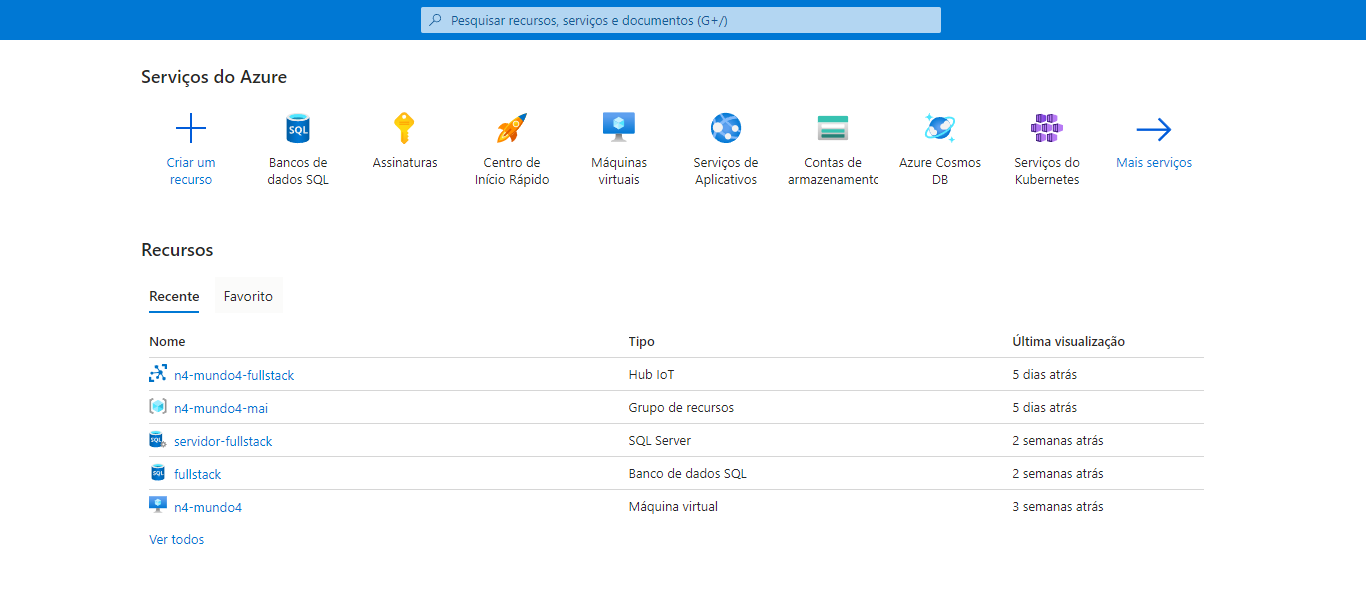 Pesquisar recursos, serviços e documentos (G+/)
Serviços do Azure
Criar um
recurso
Bancos de
dados SQL
Assinaturas
Centro de
Início Rápido
Máquinas
virtuais
Serviços de
Aplicativos
Contas de
armazenamento
Azure Cosmos
DB
Serviços do
Kubernetes
Mais serviços
Recursos
Recente Favorito
Nome Tipo Última visualização
n4-mundo4-fullstack Hub IoT 5 dias atrás
n4-mundo4-mai Grupo de recursos 5 dias atrás
SQL servidor-fullstack SQL Server 2 semanas atrás
SQL fullstack Banco de dados SQL 2 semanas atrás
n4-mundo4 Máquina virtual 3 semanas atrás
Ver todos